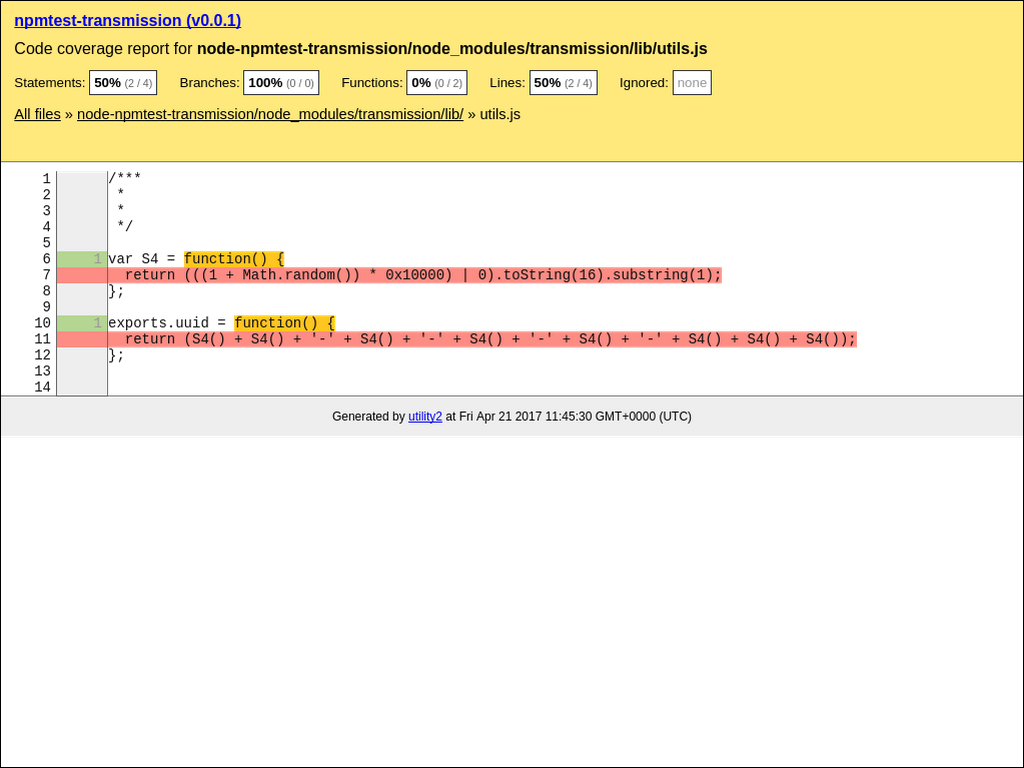 npmtest-transmission (v0.0.1)
Code coverage report for node-npmtest-transmission/node_modules/transmission/lib/utils.js
Statements: 50% (2 / 4) Branches: 100% (0 / 0) Functions: 0% (0 / 2) Lines: 50% (2 / 4) Ignored: none
All files » node-npmtest-transmission/node_modules/transmission/lib/ » utils.js
1 /***
2  *
3  *
4  */
5
6 1 var S4 = function() {
7   return (((1 + Math.random()) * 0x10000) | 0).toString(16).substring(1);
8 };
9
10 1 exports.uuid = function() {
11   return (S4() + S4() + '-' + S4() + '-' + S4() + '-' + S4() + '-' + S4() + S4() + S4());
12 };
13
14
Generated by utility2 at Fri Apr 21 2017 11:45:30 GMT+0000 (UTC)